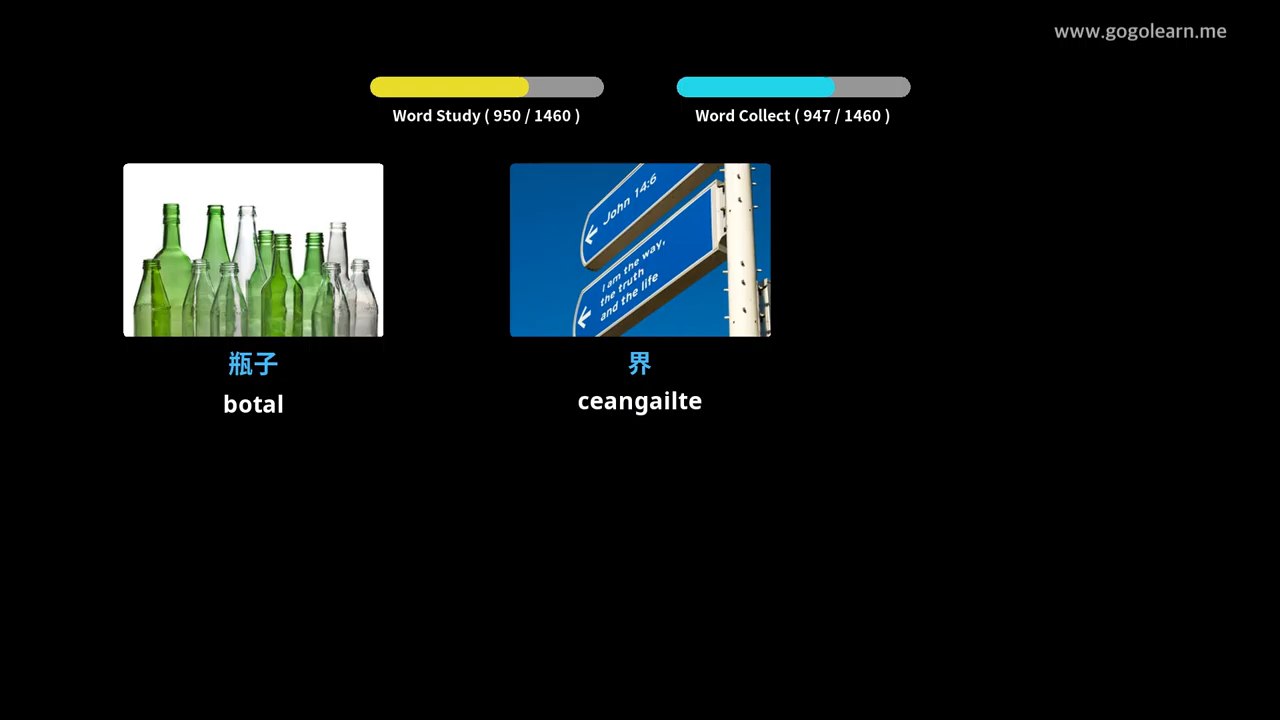 www.gogolearn.me
Word Study ( 950 / 1460 )
Word Collect ( 947 / 1460 )
John 14:6
I am the way,
the truth
and the life
瓶子
界
botal
ceangailte